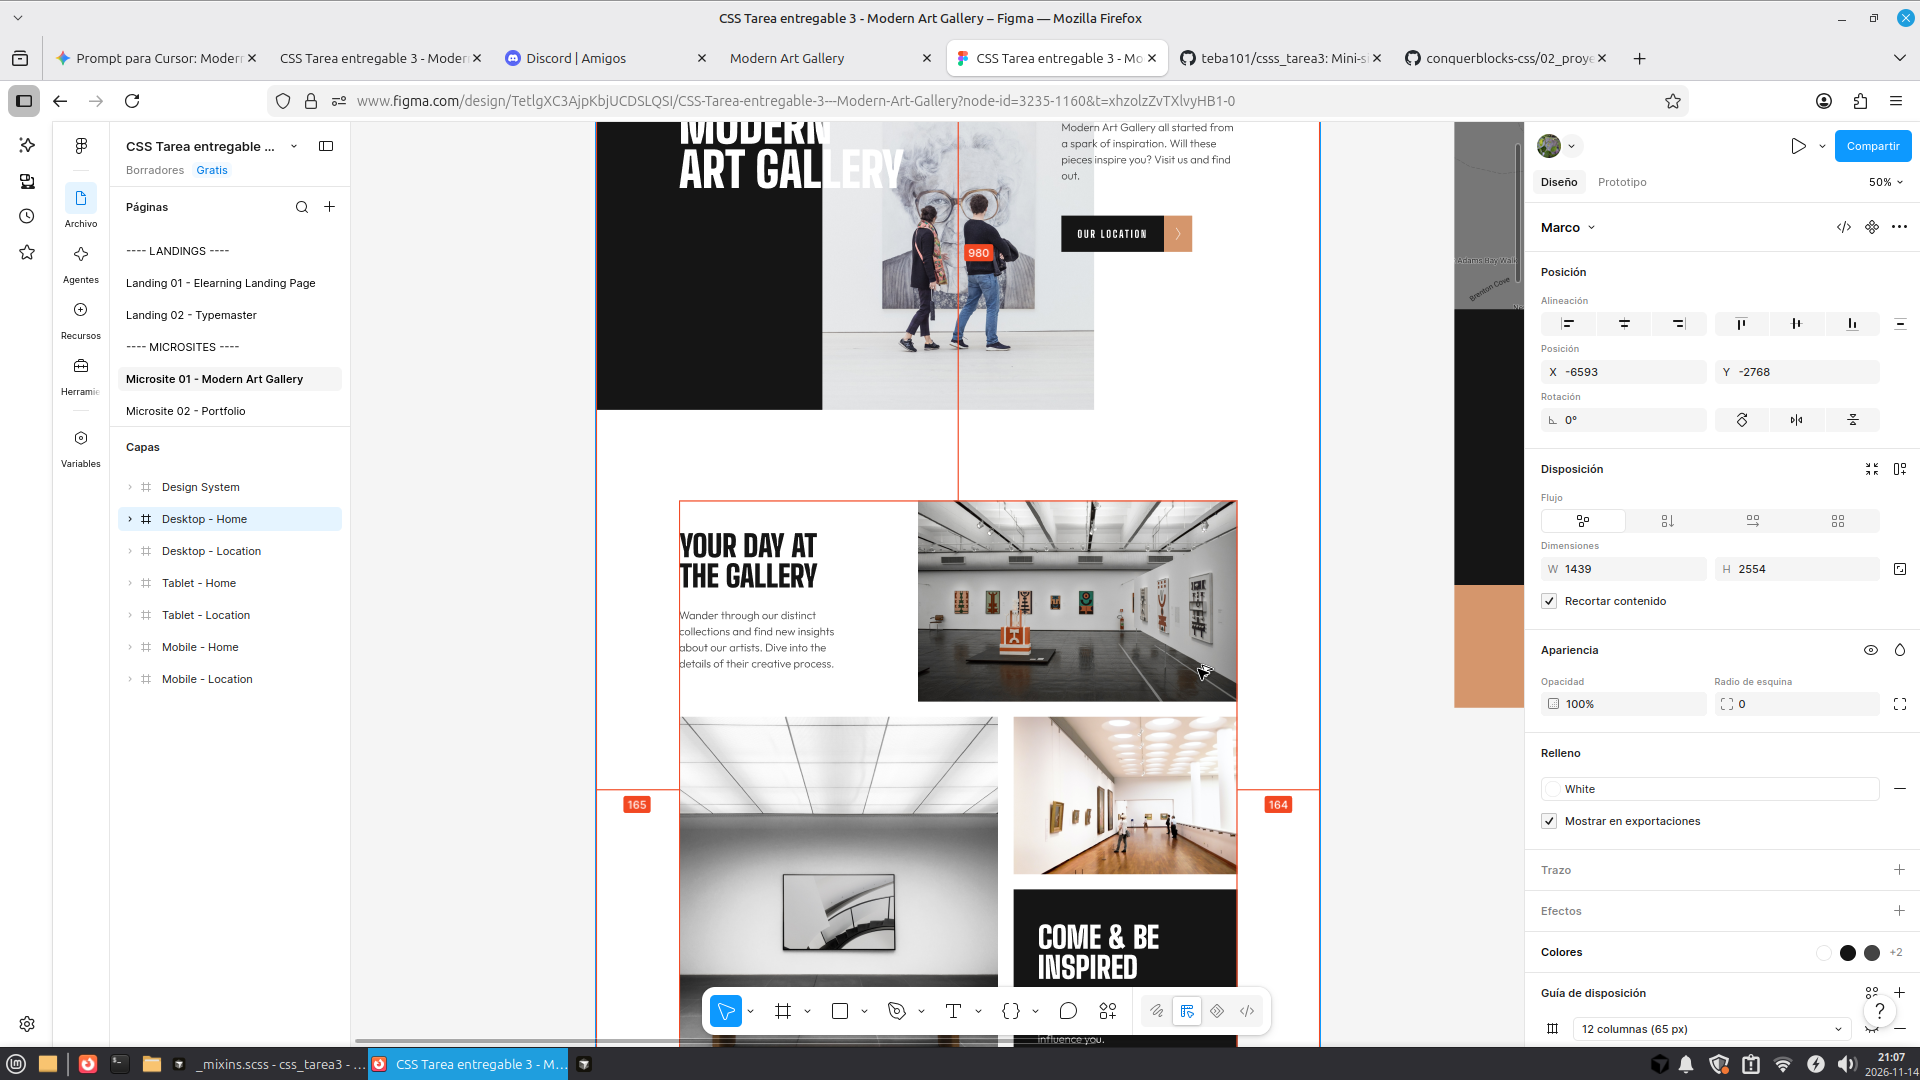 CSS Tarea entregable 3 - Modern Art Gallery – Figma — Mozilla Firefox
Prompt para Cursor: Modern
CSS Tarea entregable 3 - Modern
Discord | Amigos
Modern Art Gallery
CSS Tarea entregable 3 - Mo
teba101/csss_tarea3: Mini-si
conquerblocks-css/02_proye
www.figma.com/design/TetlgXC3AjpKbjUCDSLQSI/CSS-Tarea-entregable-3---Modern-Art-Gallery?node-id=3235-1160&t=xhzolzZvTXlvyHB1-0
CSS Tarea entregable ...
Borradores Gratis
Archivo
Agentes
Recursos
Herramie
Variables
Páginas
---- LANDINGS ----
Landing 01 - Elearning Landing Page
Landing 02 - Typemaster
---- MICROSITES ----
Microsite 01 - Modern Art Gallery
Microsite 02 - Portfolio
Capas
Design System
Desktop - Home
Desktop - Location
Tablet - Home
Tablet - Location
Mobile - Home
Mobile - Location
MODERN
ART GALLERY
Modern Art Gallery all started from
a spark of inspiration. Will these
pieces inspire you? Visit us and find
out.
OUR LOCATION
980
YOUR DAY AT
THE GALLERY
Wander through our distinct
collections and find new insights
about our artists. Dive into the
details of their creative process.
165
164
COME & BE
INSPIRED
influence you.
Adams Bay Walk
Brenton Cove
Compartir
Diseño
Prototipo
50%
Marco
Posición
Alineación
Posición
X -6593
Y -2768
Rotación
0°
Disposición
Flujo
Dimensiones
W 1439
H 2554
Recortar contenido
Apariencia
Opacidad
Radio de esquina
100%
0
Relleno
White
Mostrar en exportaciones
Trazo
Efectos
Colores
+2
Guía de disposición
12 columnas (65 px)
?
_mixins.scss - css_tarea3 - ...
CSS Tarea entregable 3 - M...
21:07
2026-11-14